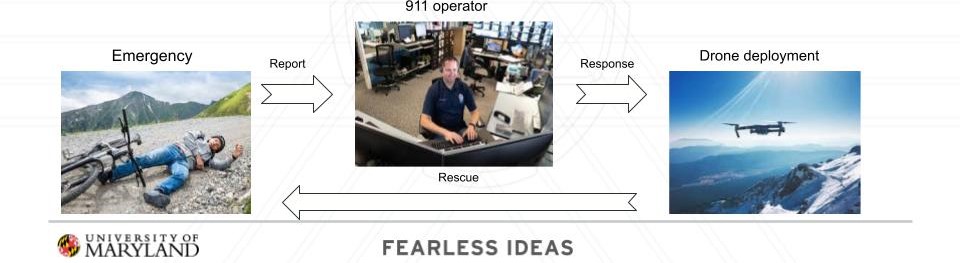 911 operator
Emergency
Report
Response
Drone deployment
Rescue
UNIVERSITY OF
MARYLAND
FEARLESS IDEAS